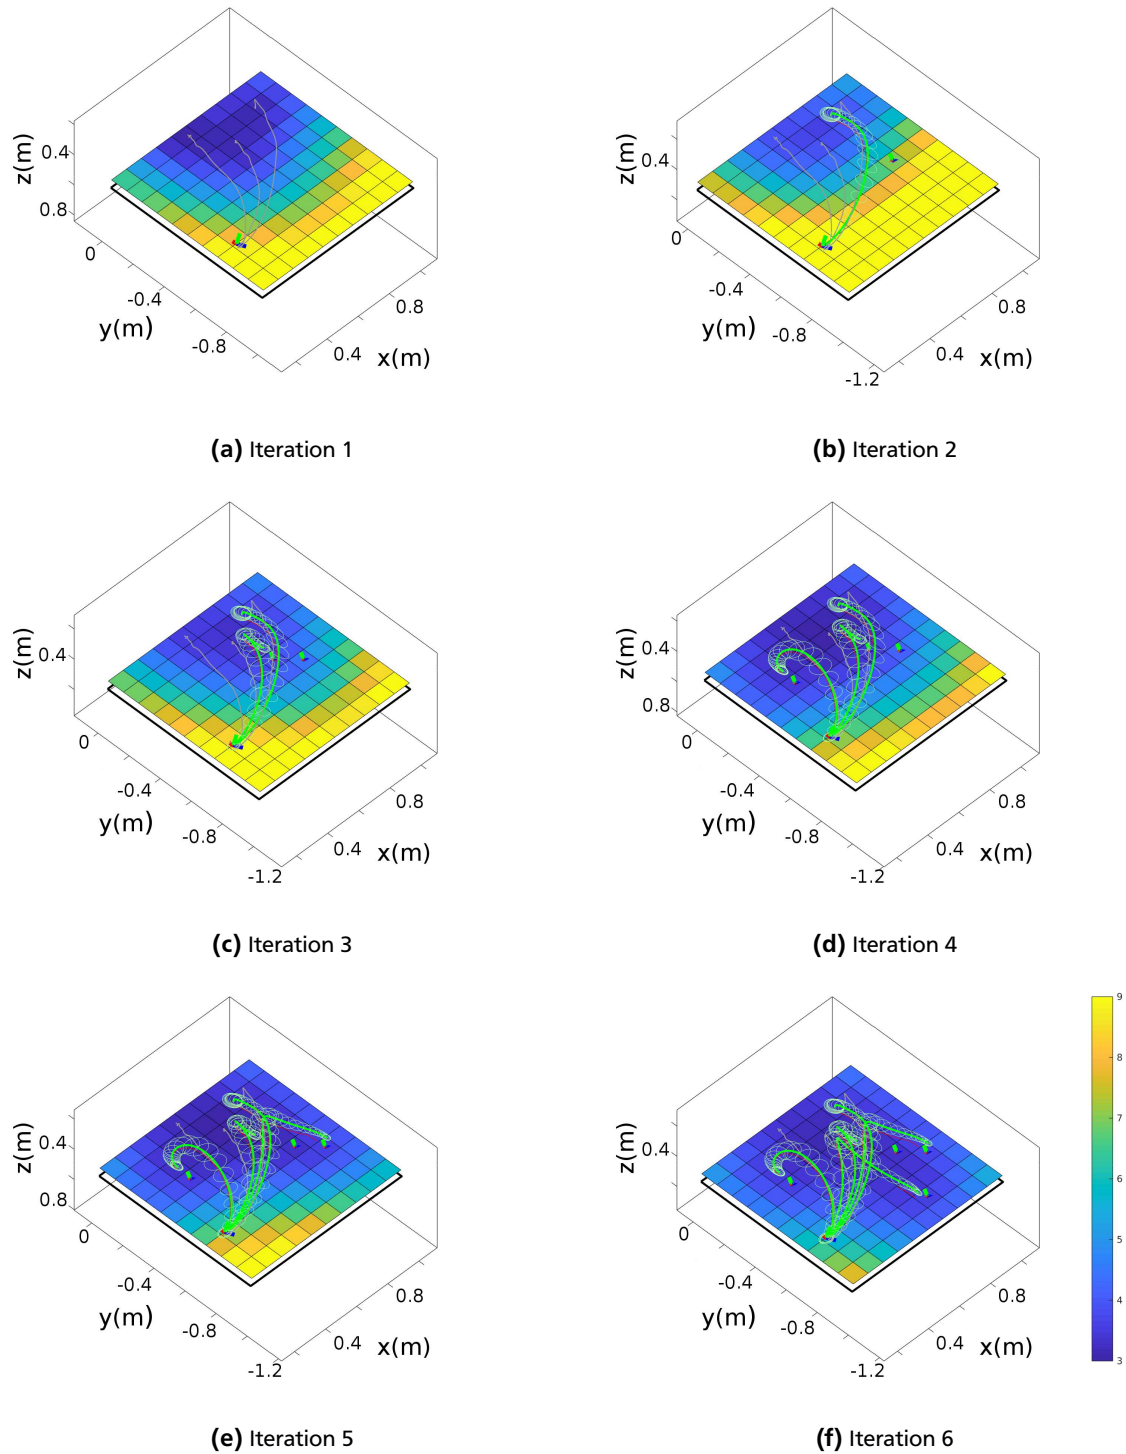 z(m)
0.4
0.8
0
-0.4
-0.8
y(m)
0.4
0.8
x(m)
(a) Iteration 1
z(m)
0.4
0
-0.4
-0.8
-1.2
y(m)
0.4
0.8
x(m)
(b) Iteration 2
z(m)
0.4
0
-0.4
-0.8
-1.2
y(m)
0.4
0.8
x(m)
(c) Iteration 3
z(m)
0.4
0.8
0
-0.4
-0.8
-1.2
y(m)
0.4
0.8
x(m)
(d) Iteration 4
z(m)
0.4
0.8
0
-0.4
-0.8
-1.2
y(m)
0.4
0.8
x(m)
(e) Iteration 5
z(m)
0.4
0
-0.4
-0.8
-1.2
y(m)
0.4
0.8
x(m)
9
8
7
6
5
4
3
(f) Iteration 6